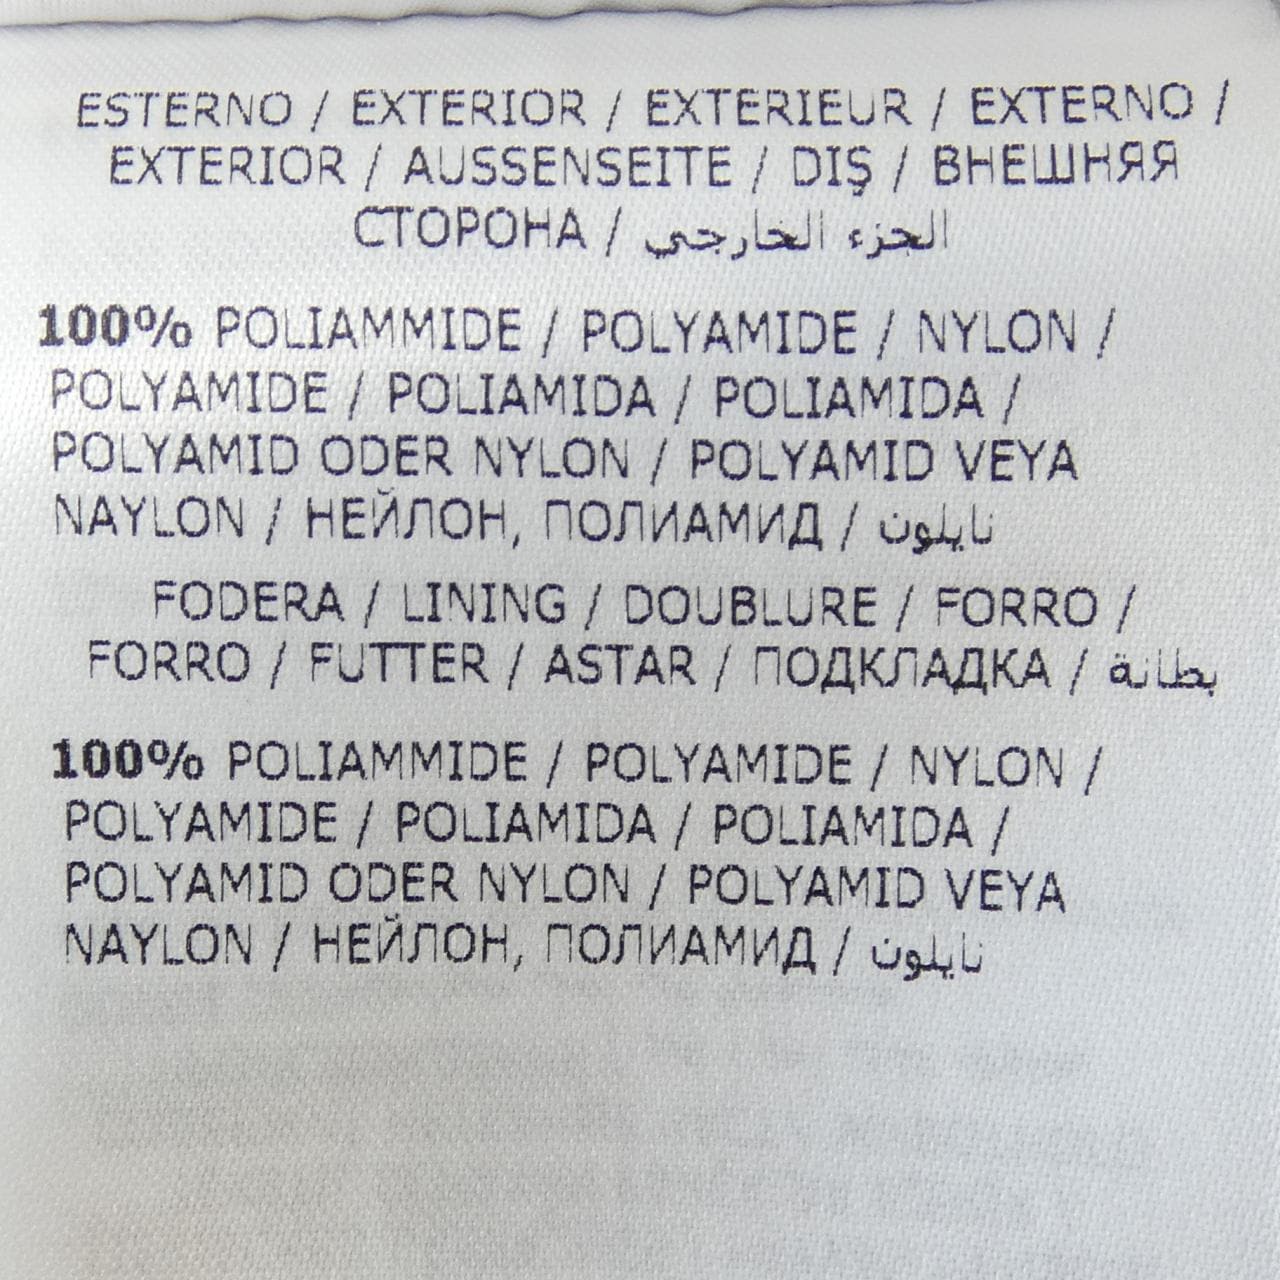 ESTERNO / EXTERIOR / EXTERIEUR / EXTERNO /
EXTERIOR / AUSSENSEITE / DIŞ / ВНЕШНЯЯ
СТОРОНА / الجزء الخارجي
100% POLIAMMIDE / POLYAMIDE / NYLON /
POLYAMIDE / POLIAMIDA / POLIAMIDA /
POLYAMID ODER NYLON / POLYAMID VEYA
NAYLON / НЕЙЛОН, ПОЛИАМИД / نايلون
FODERA / LINING / DOUBLURE / FORRO /
FORRO / FUTTER / ASTAR / ПОДКЛАДКА / بطانة
100% POLIAMMIDE / POLYAMIDE / NYLON /
POLYAMIDE / POLIAMIDA / POLIAMIDA /
POLYAMID ODER NYLON / POLYAMID VEYA
NAYLON / НЕЙЛОН, ПОЛИАМИД / نايلون